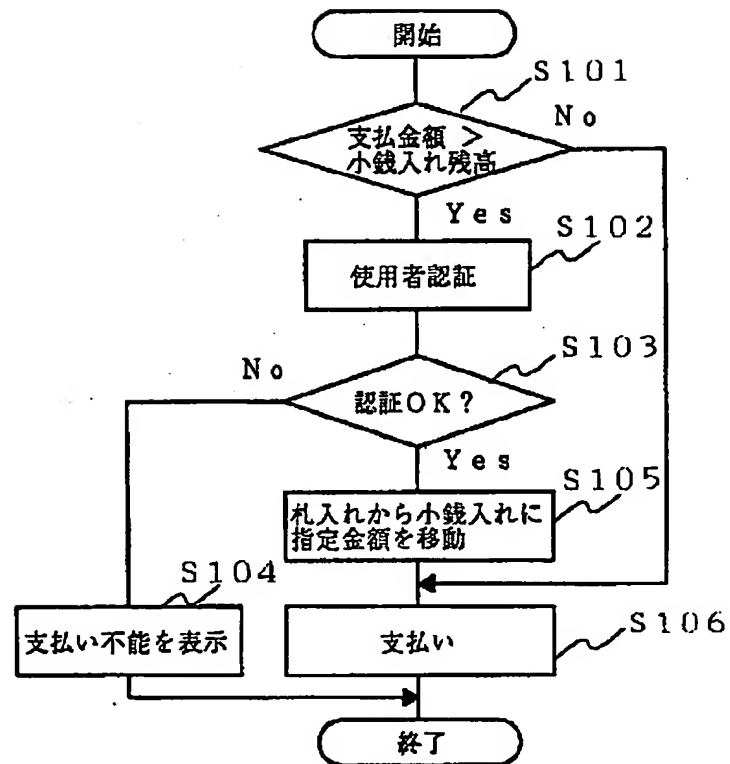 開始
S101
支払金額 >
小銭入れ残高
No
Yes
S102
使用者認証
S103
No
認証OK?
Yes
S105
札入れから小銭入れに
指定金額を移動
S104
支払い不能を表示
支払い
S106
終了